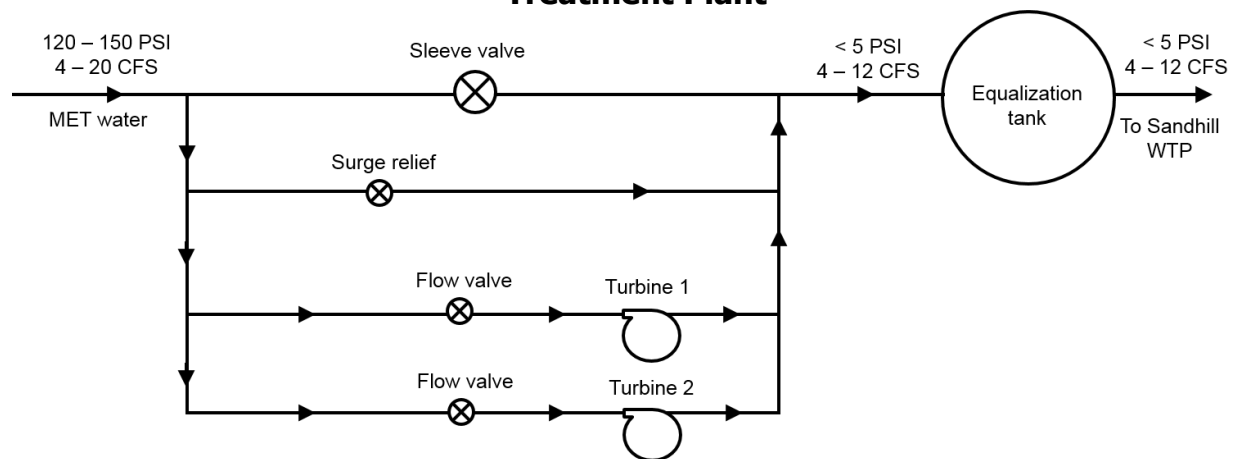 Treatment Plant
120 – 150 PSI
4 – 20 CFS
MET water
Sleeve valve
< 5 PSI
4 – 12 CFS
Equalization
tank
< 5 PSI
4 – 12 CFS
To Sandhill
WTP
Surge relief
Flow valve
Turbine 1
Flow valve
Turbine 2